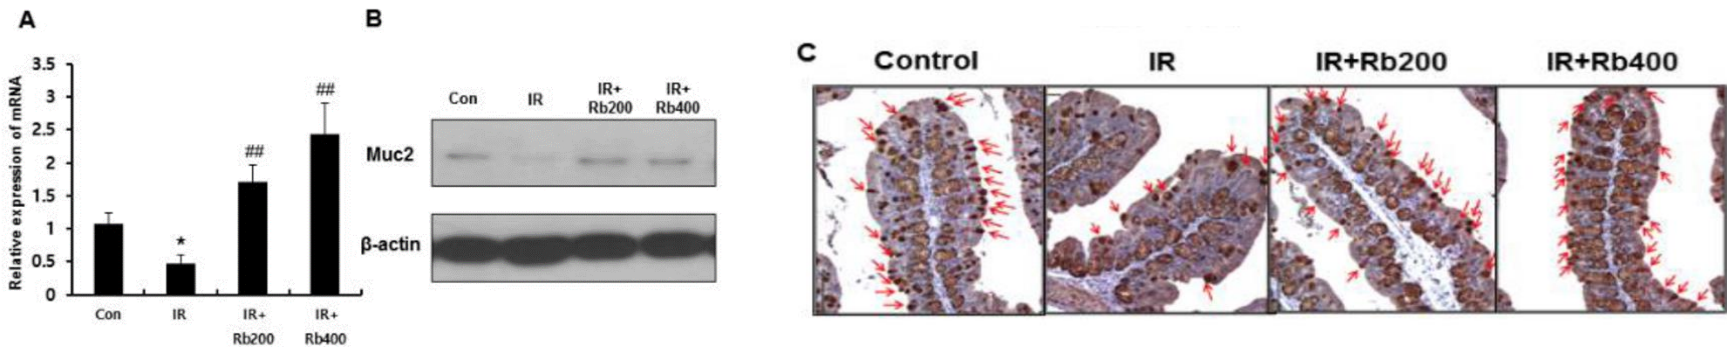 A
Relative expression of mRNA
3.5
3
2.5
2
1.5
1
0.5
0
*
##
##
Con
IR
IR+
Rb200
IR+
Rb400
B
Con
IR
IR+
Rb200
IR+
Rb400
Muc2
β-actin
C
Control
IR
IR+Rb200
IR+Rb400